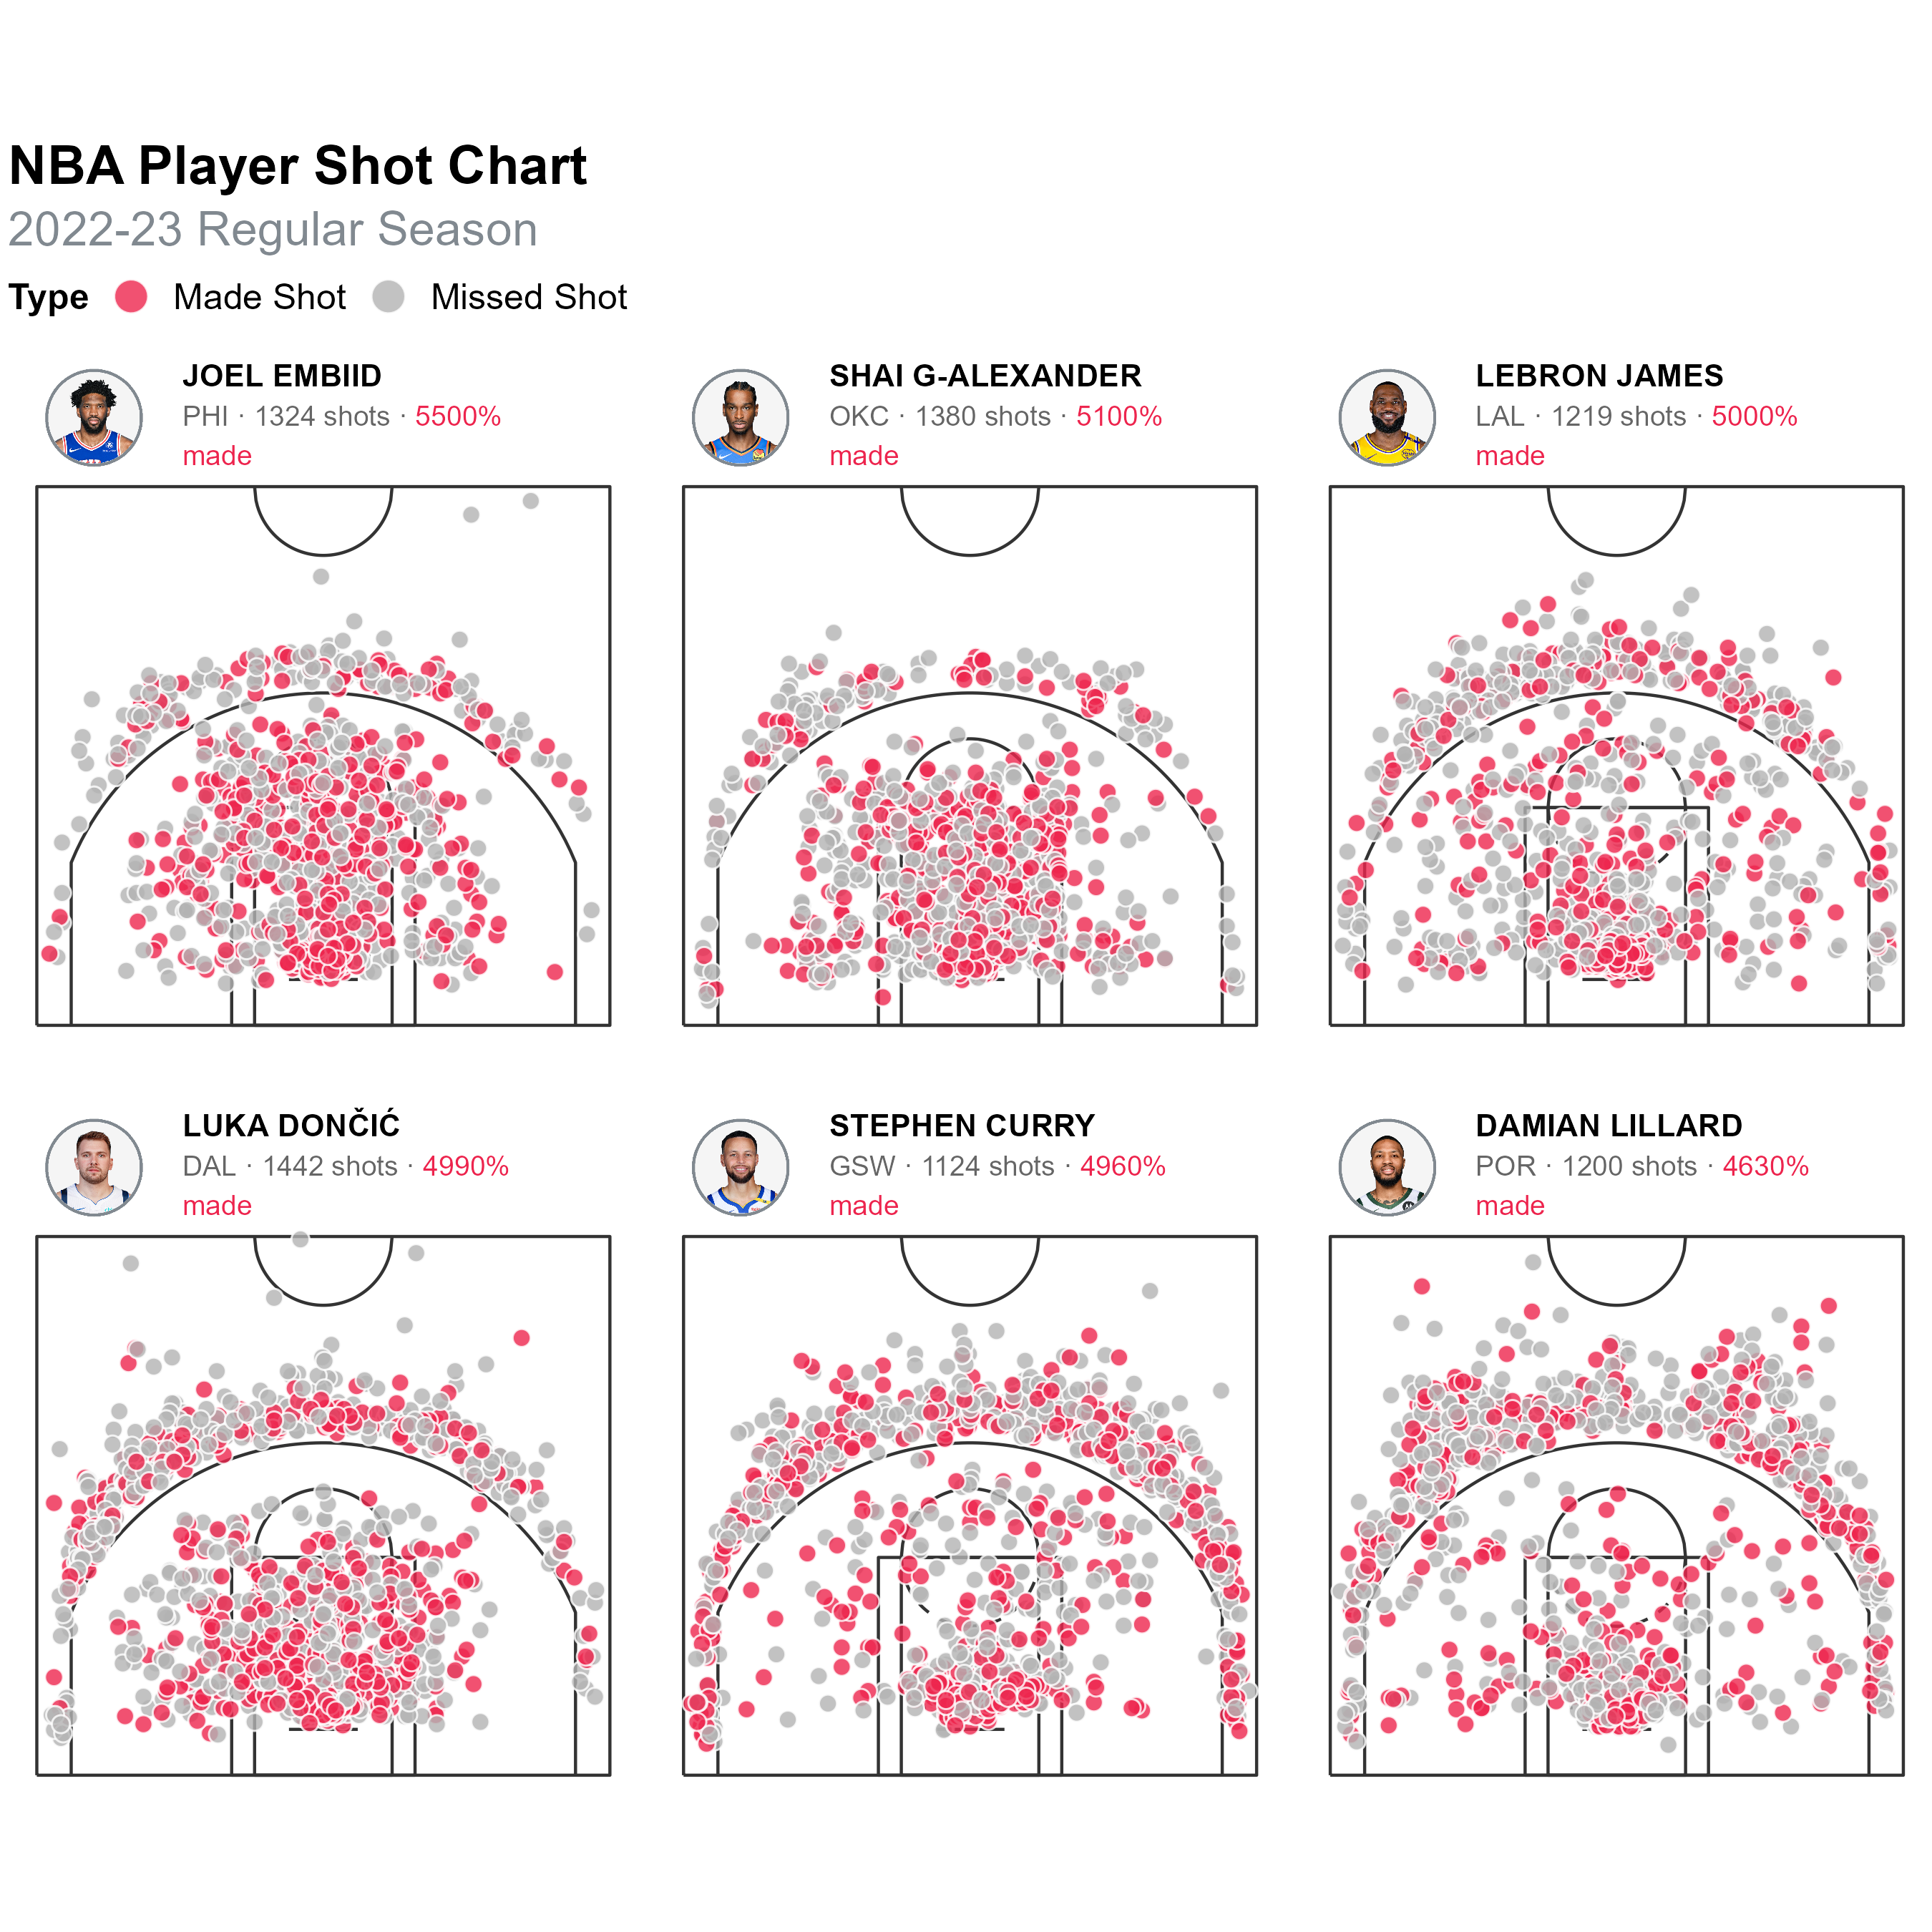 NBA Player Shot Chart
2022-23 Regular Season
Type Made Shot Missed Shot
JOEL EMBIID
PHI · 1324 shots · 5500%
made
SHAI G-ALEXANDER
OKC · 1380 shots · 5100%
made
LEBRON JAMES
LAL · 1219 shots · 5000%
made
LUKA DONČIĆ
DAL · 1442 shots · 4990%
made
STEPHEN CURRY
GSW · 1124 shots · 4960%
made
DAMIAN LILLARD
POR · 1200 shots · 4630%
made